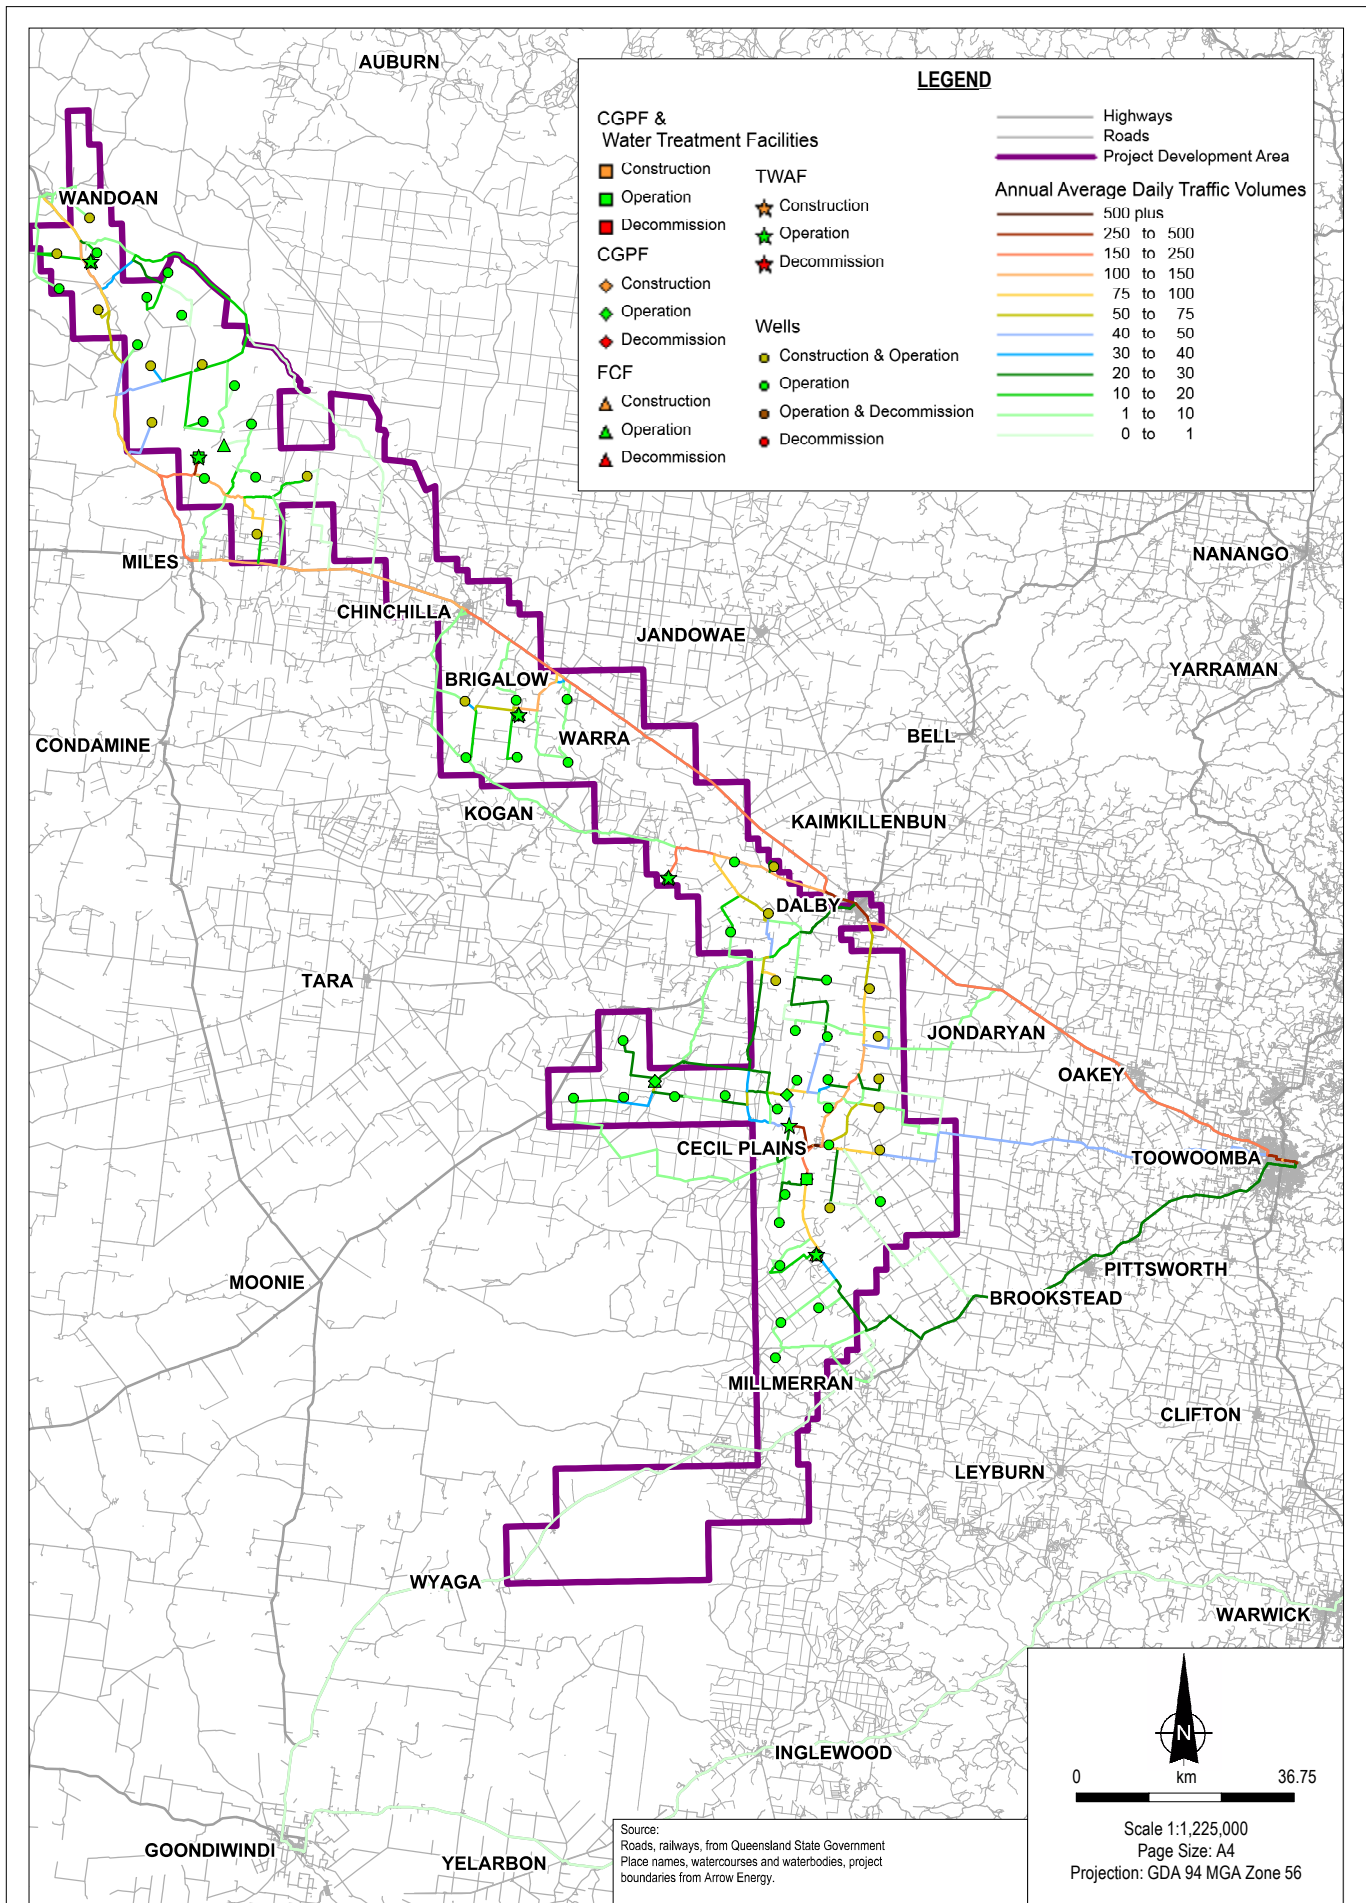 AUBURN
LEGEND
CGPF &
Water Treatment Facilities
Construction
Operation
Decommission
CGPF
Construction
Operation
Decommission
FCF
Construction
Operation
Decommission
TWAF
Construction
Operation
Decommission
Wells
Construction & Operation
Operation
Operation & Decommission
Decommission
Highways
Roads
Project Development Area
Annual Average Daily Traffic Volumes
500 plus
250 to 500
150 to 250
100 to 150
75 to 100
50 to 75
40 to 50
30 to 40
20 to 30
10 to 20
1 to 10
0 to 1
WANDOAN
NANANGO
MILES
CHINCHILLA
JANDOWAE
YARRAMAN
BRIGALOW
CONDAMINE
WARRA
BELL
KOGAN
KAIMKILLENBUN
DALBY
TARA
JONDARYAN
OAKEY
CECIL PLAINS
TOOWOOMBA
MOONIE
PITTSWORTH
BROOKSTEAD
MILLMERRAN
CLIFTON
LEYBURN
WYAGA
WARWICK
INGLEWOOD
GOONDIWINDI
YELARBON
N
0 km 36.75
Scale 1:1,225,000
Page Size: A4
Projection: GDA 94 MGA Zone 56
Source:
Roads, railways, from Queensland State Government
Place names, watercourses and waterbodies, project
boundaries from Arrow Energy.